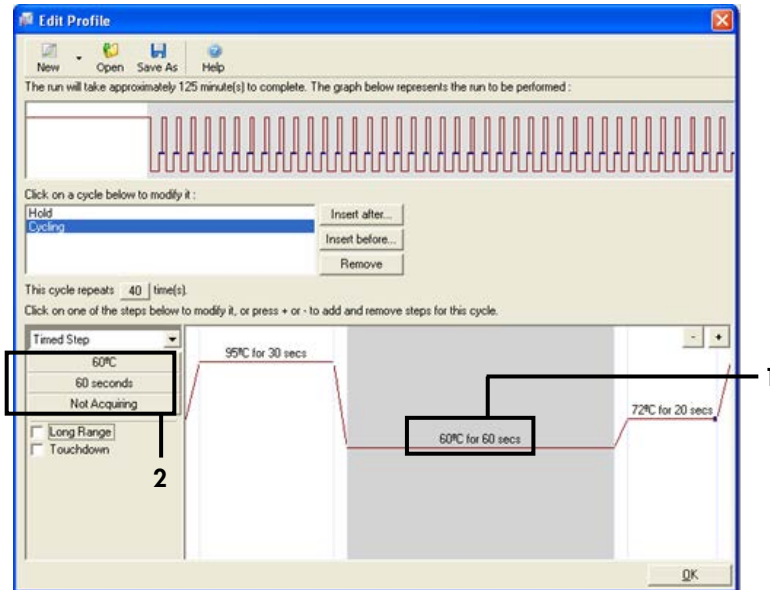 Edit Profile
New Open Save As Help
The run will take approximately 125 minute(s) to complete. The graph below represents the run to be performed :
Click on a cycle below to modify it :
Hold
Cycling
Insert after...
Insert before...
Remove
This cycle repeats 40 time(s).
Click on one of the steps below to modify it, or press + or - to add and remove steps for this cycle.
Timed Step
- +
60ºC
60 seconds
Not Acquiring
Long Range
Touchdown
95ºC for 30 secs
60ºC for 60 secs
72ºC for 20 secs
1
2
OK